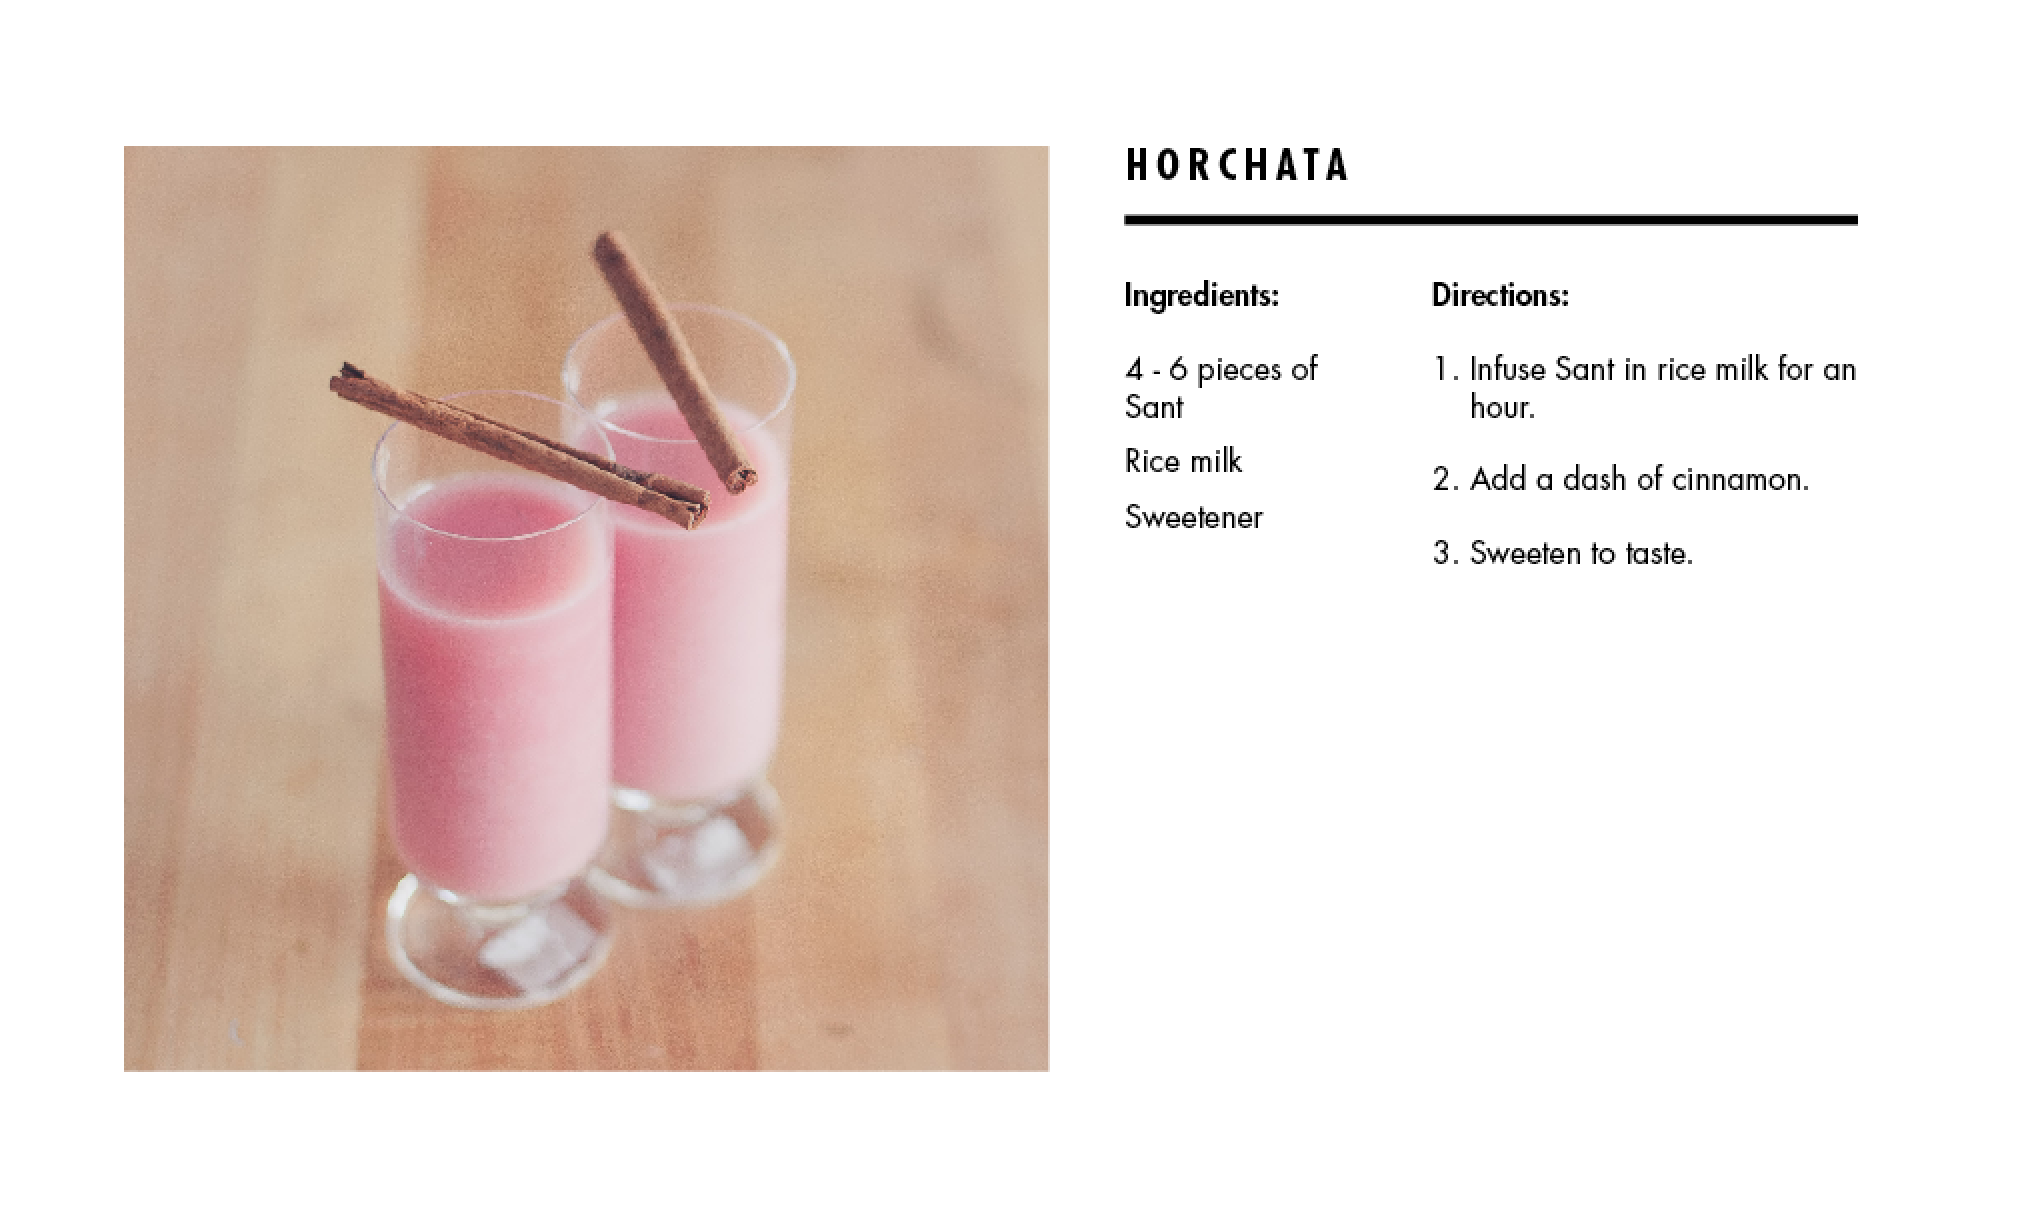 HORCHATA
Ingredients:
4 - 6 pieces of
Sant
Rice milk
Sweetener
Directions:
1. Infuse Sant in rice milk for an
hour.
2. Add a dash of cinnamon.
3. Sweeten to taste.